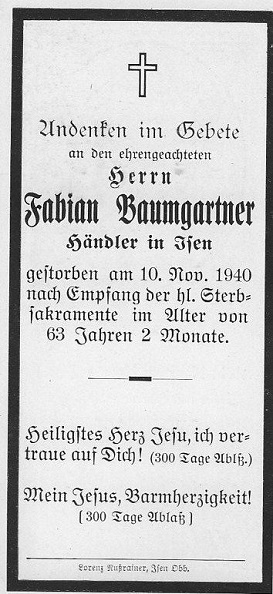 Andenken im Gebete
an den ehrengeachteten
Herrn
Fabian Baumgartner
Händler in Isen
gestorben am 10. Nov. 1940
nach Empfang der hl. Sterb-
sakramente im Alter von
63 Jahren 2 Monate.
Heiligstes Herz Jesu, ich ver-
traue auf Dich! (300 Tage Ablß.)
Mein Jesus, Barmherzigkeit!
[300 Tage Ablaß]
Lorenz Nußrainer, Isen Obb.